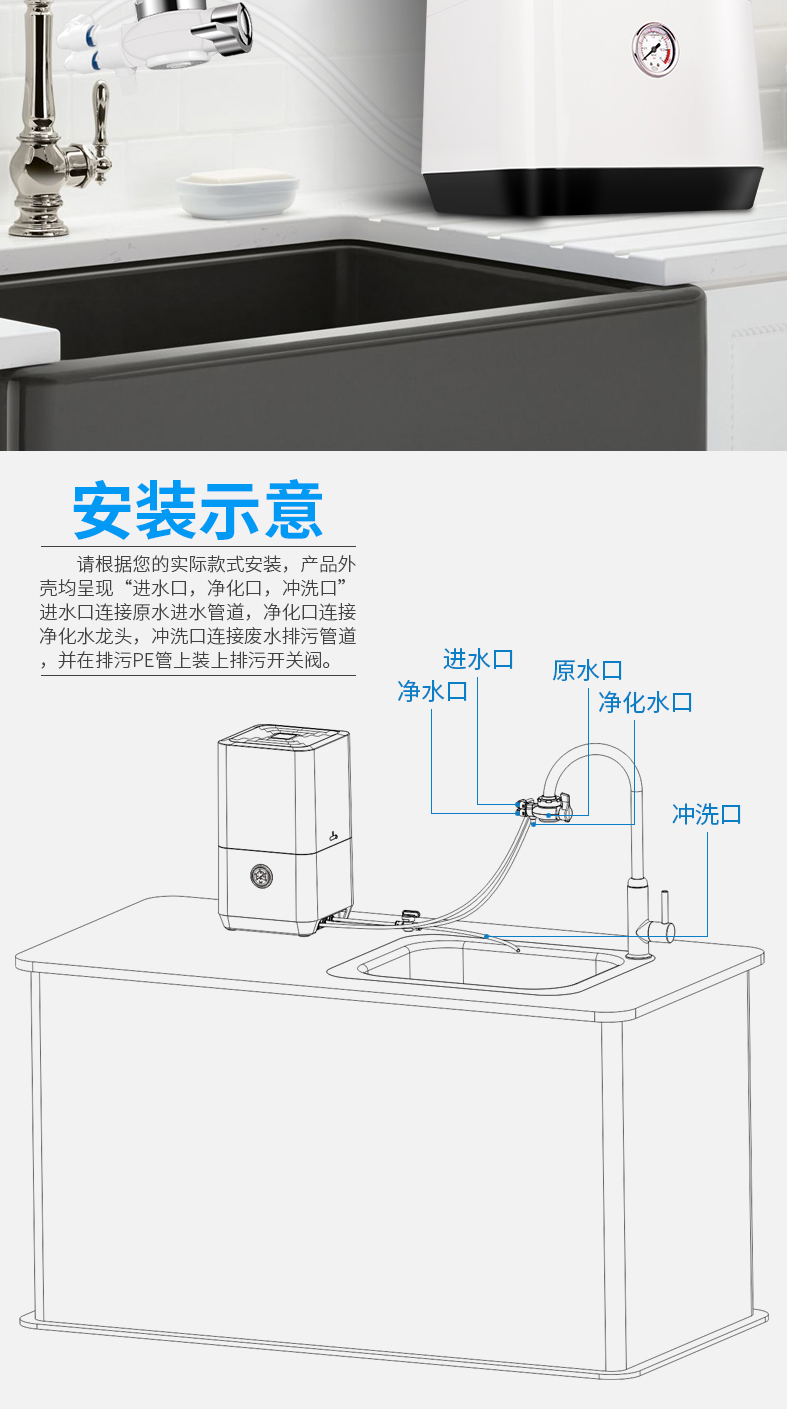 安装示意
请根据您的实际款式安装，产品外
壳均呈现“进水口，净化口，冲洗口”
进水口连接原水进水管道，净化口连接
净化水龙头，冲洗口连接废水排污管道
，并在排污PE管上装上排污开关阀。
进水口
原水口
净水口
净化水口
冲洗口